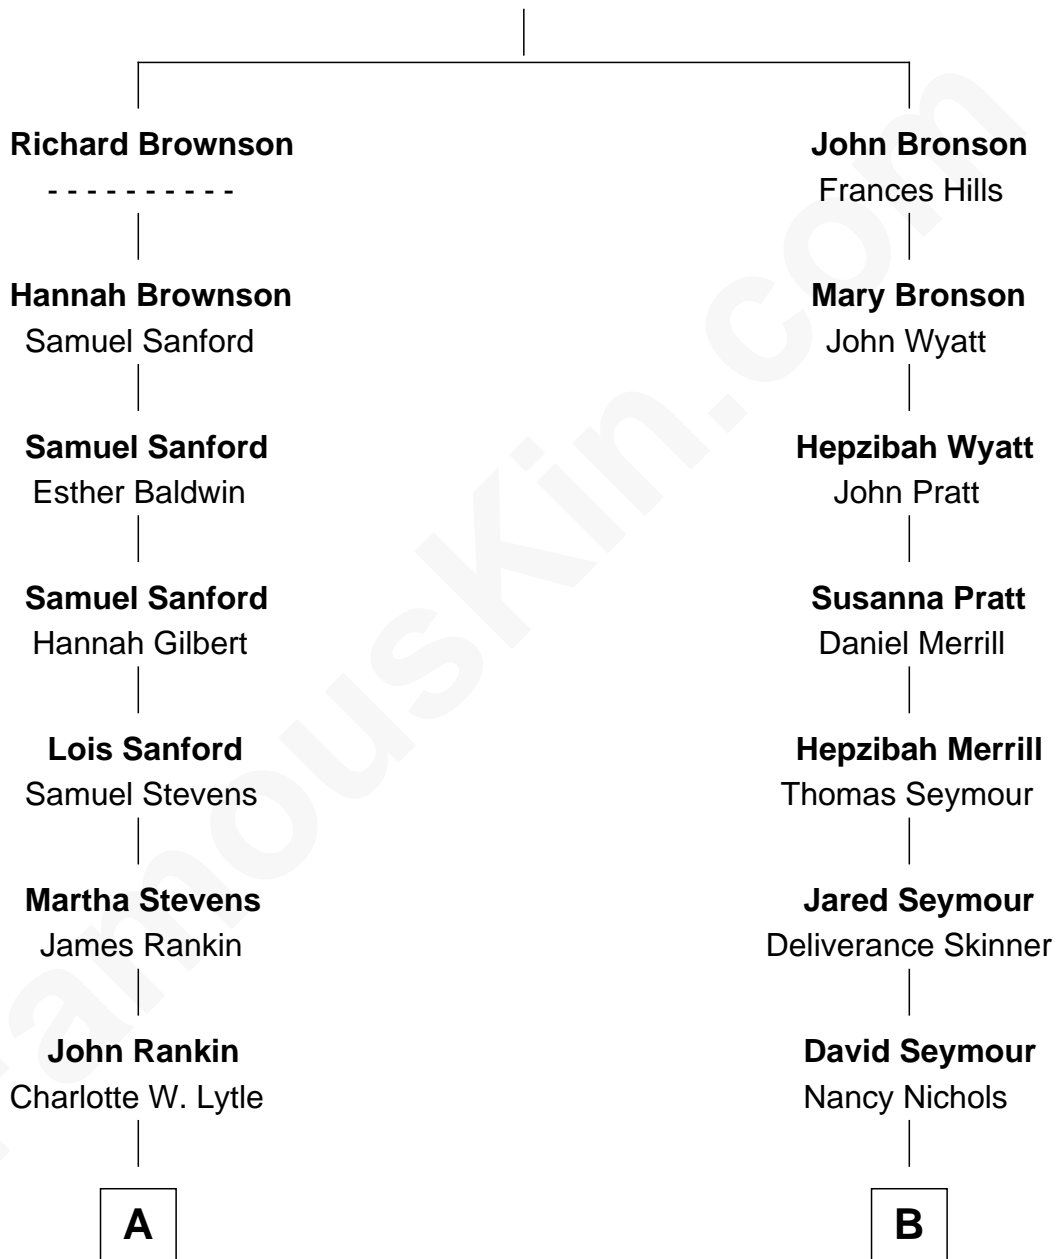 Richard Brownson
- - - - - - - - - -
Hannah Brownson
Samuel Sanford
Samuel Sanford
Esther Baldwin
Samuel Sanford
Hannah Gilbert
Lois Sanford
Samuel Stevens
Martha Stevens
James Rankin
John Rankin
Charlotte W. Lytle
A
John Bronson
Frances Hills
Mary Bronson
John Wyatt
Hepzibah Wyatt
John Pratt
Susanna Pratt
Daniel Merrill
Hepzibah Merrill
Thomas Seymour
Jared Seymour
Deliverance Skinner
David Seymour
Nancy Nichols
B
FamousKin.com